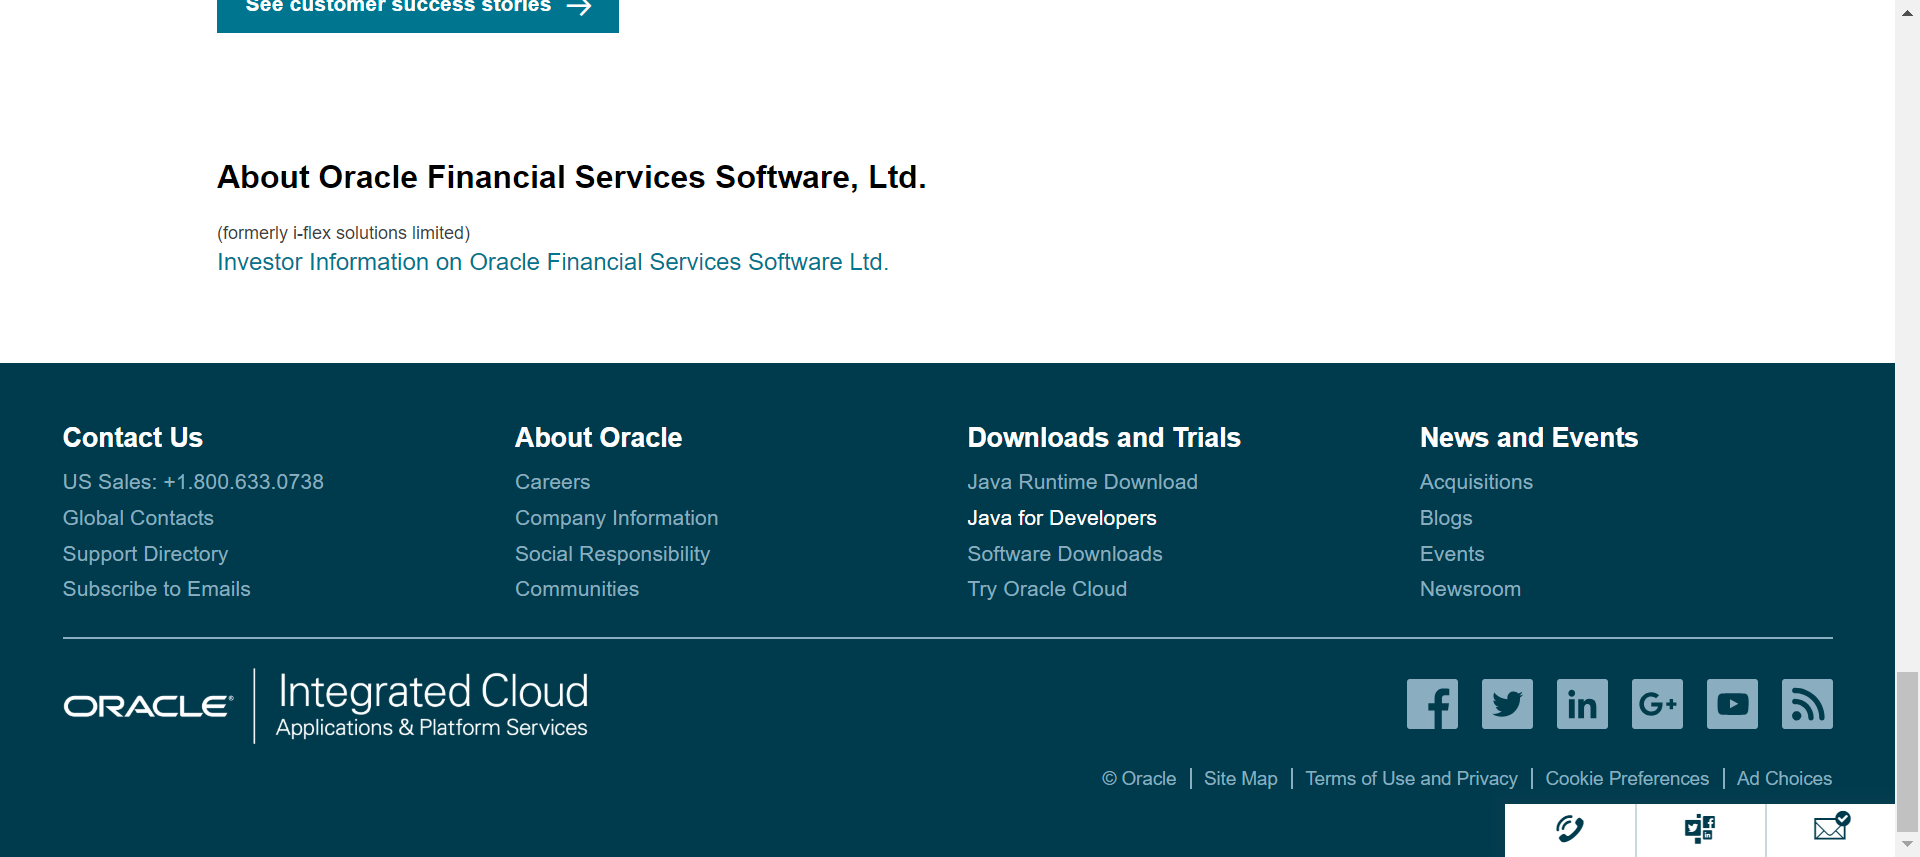 See customer success stories
About Oracle Financial Services Software, Ltd.
(formerly i-flex solutions limited)
Investor Information on Oracle Financial Services Software Ltd.
Contact Us
US Sales: +1.800.633.0738
Global Contacts
Support Directory
Subscribe to Emails
About Oracle
Careers
Company Information
Social Responsibility
Communities
Downloads and Trials
Java Runtime Download
Java for Developers
Software Downloads
Try Oracle Cloud
News and Events
Acquisitions
Blogs
Events
Newsroom
ORACLE®
Integrated Cloud
Applications & Platform Services
© Oracle | Site Map | Terms of Use and Privacy | Cookie Preferences | Ad Choices